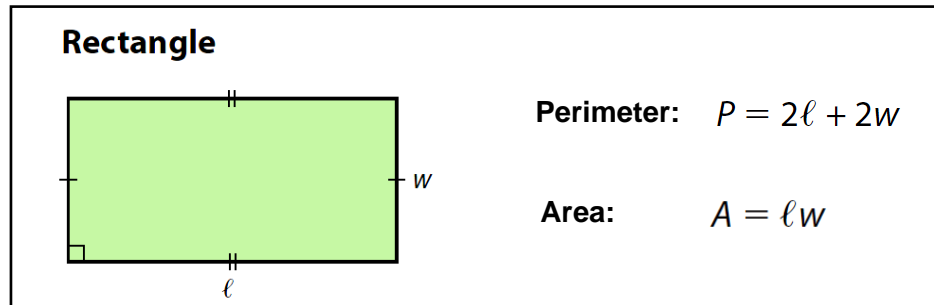 Rectangle
Perimeter: P = 2ℓ + 2w
w
Area: A = ℓw
ℓ